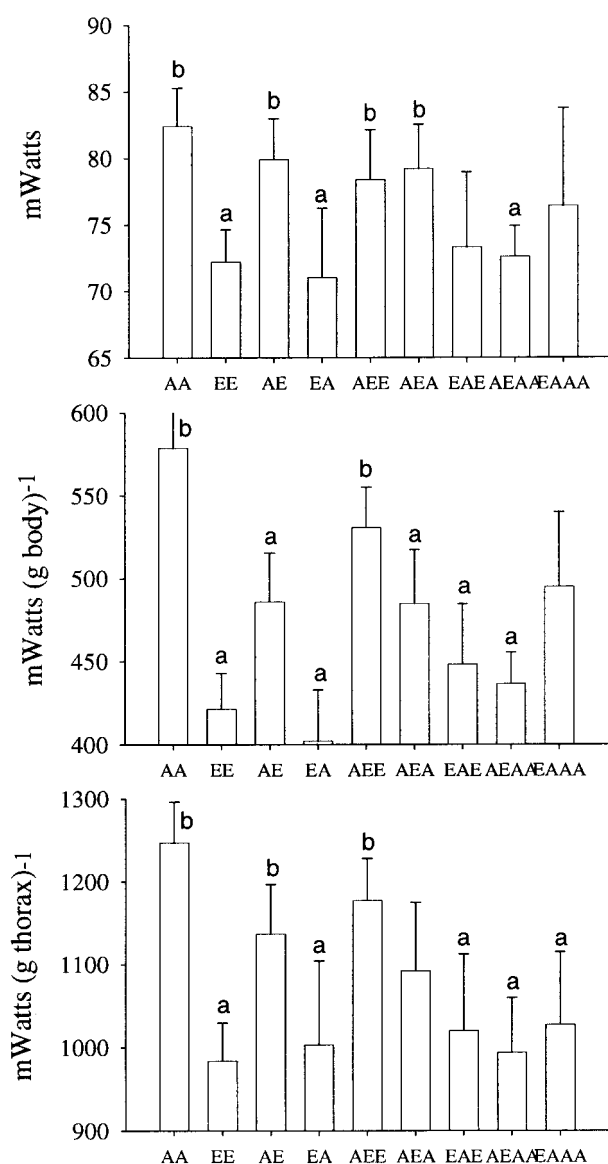 mWatts
90
85
80
75
70
65
b
a
b
a
b
b
a
AA EE AE EA AEE AEA EAE AEAA EAAA
mWatts (g body)-1
600
550
500
450
400
b
a
a
a
b
a
a
a
AA EE AE EA AEE AEA EAE AEAA EAAA
mWatts (g thorax)-1
1300
1200
1100
1000
900
b
a
b
a
b
a
a
a
AA EE AE EA AEE AEA EAE AEAA EAAA